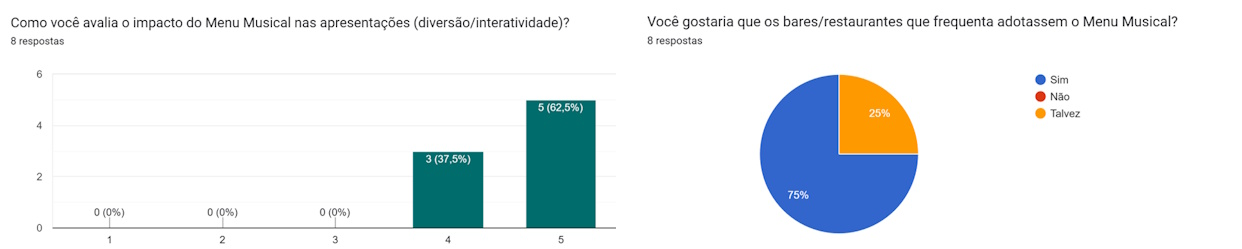 Como você avalia o impacto do Menu Musical nas apresentações (diversão/interatividade)?
8 respostas
6
4
2
0
0 (0%)
0 (0%)
0 (0%)
3 (37,5%)
5 (62,5%)
1
2
3
4
5
Você gostaria que os bares/restaurantes que frequenta adotassem o Menu Musical?
8 respostas
25%
75%
Sim
Não
Talvez